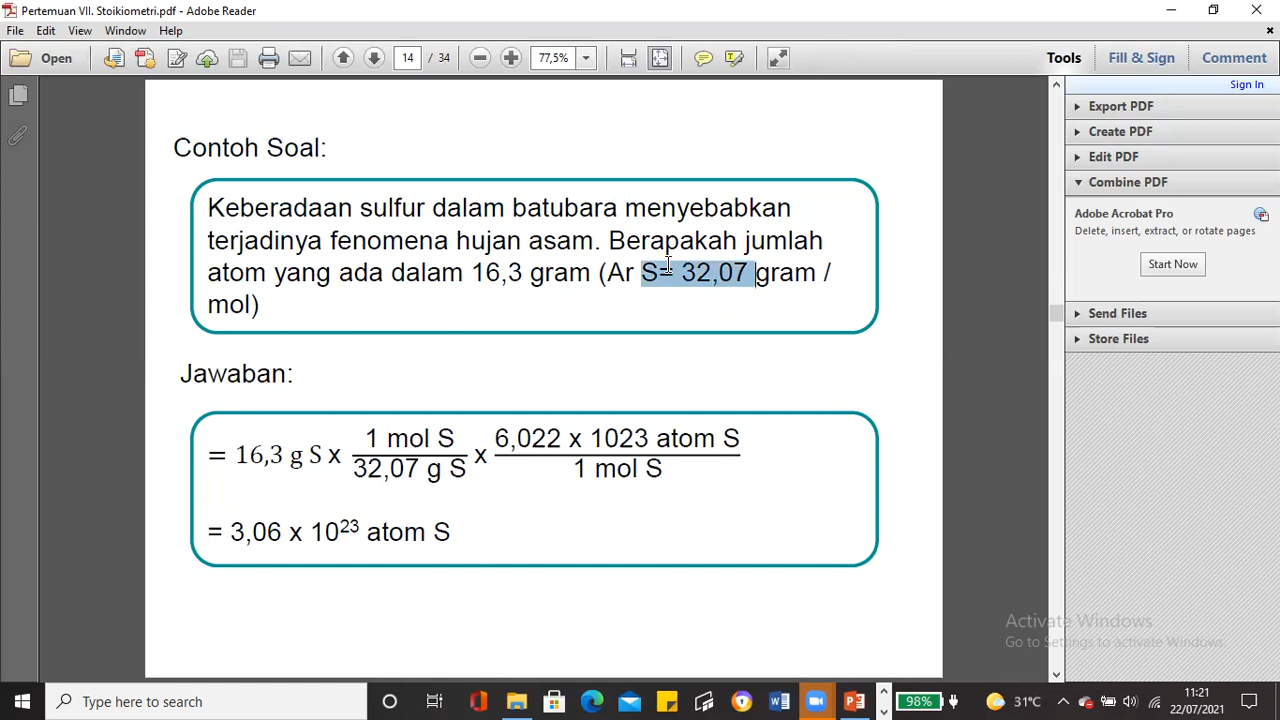 Pertemuan VII. Stoikiometri.pdf - Adobe Reader
File Edit View Window Help
Open 14 / 34 77,5% Tools Fill & Sign Comment
Sign In
Export PDF
Create PDF
Edit PDF
Combine PDF
Adobe Acrobat Pro
Delete, insert, extract, or rotate pages
Start Now
Send Files
Store Files
Contoh Soal:
Keberadaan sulfur dalam batubara menyebabkan
terjadinya fenomena hujan asam. Berapakah jumlah
atom yang ada dalam 16,3 gram (Ar S= 32,07 gram /
mol)
Jawaban:
= 16,3 g S x 1 mol S / 32,07 g S x 6,022 x 1023 atom S / 1 mol S
= 3,06 x 10²³ atom S
Activate Windows
Go to Settings to activate Windows.
Type here to search
98%
31°C
11:21
22/07/2021